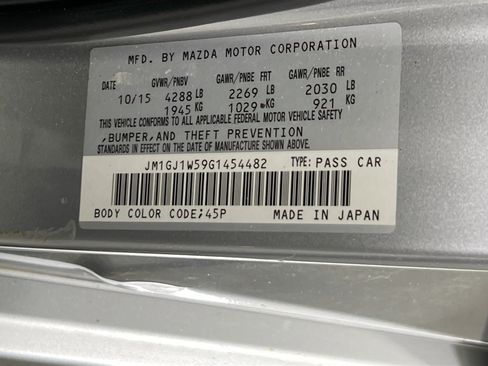 MFD. BY MAZDA MOTOR CORPORATION
GVWR/PNBV GAWR/PNBE FRT GAWR/PNBE RR
10/15 4288 LB 2269 LB 2030 LB
1945 KG 1029 KG 921 KG
THIS VEHICLE CONFORMS TO ALL APPLICABLE FEDERAL MOTOR VEHICLE SAFETY
,BUMPER,AND THEFT PREVENTION
STANDARDS IN EFFECT ON THE DATE OF MANUFACTURE SHOWN ABOVE.
JM1GJ1W59G1454482 TYPE: PASS CAR
BODY COLOR CODE;45P MADE IN JAPAN